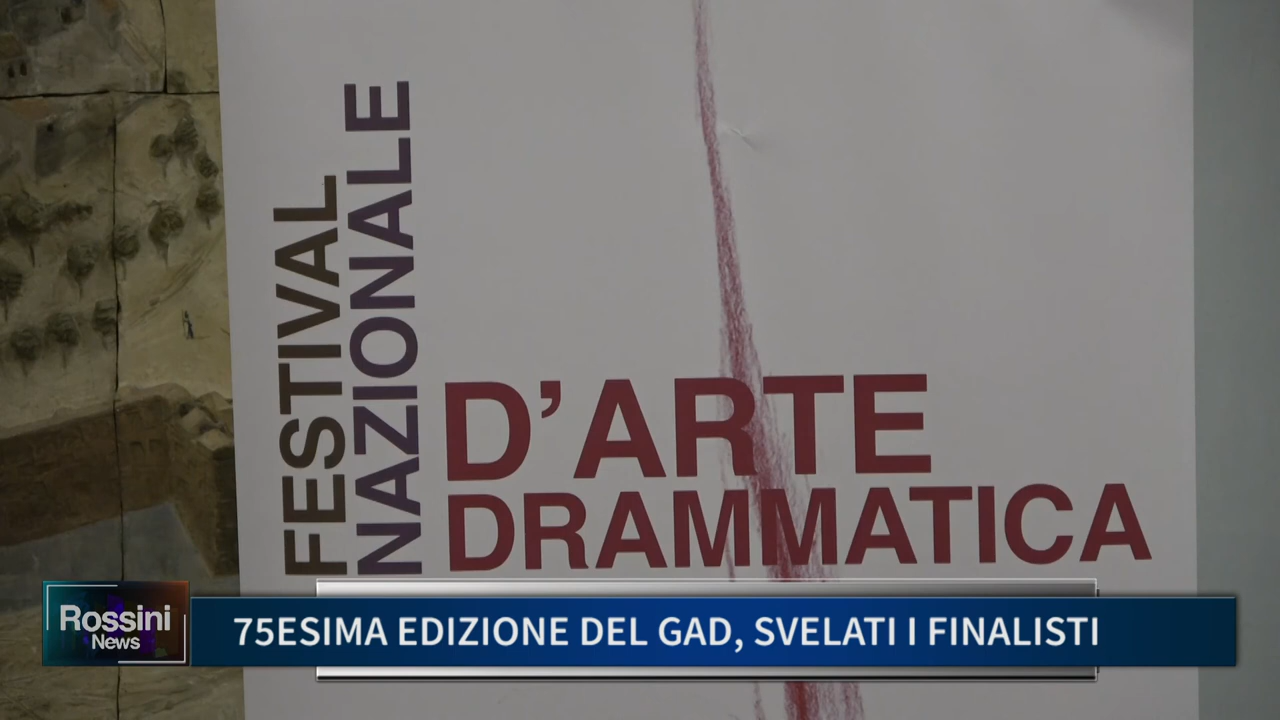 FESTIVAL
NAZIONALE
D'ARTE
DRAMMATICA
Rossini
News
75ESIMA EDIZIONE DEL GAD, SVELATI I FINALISTI